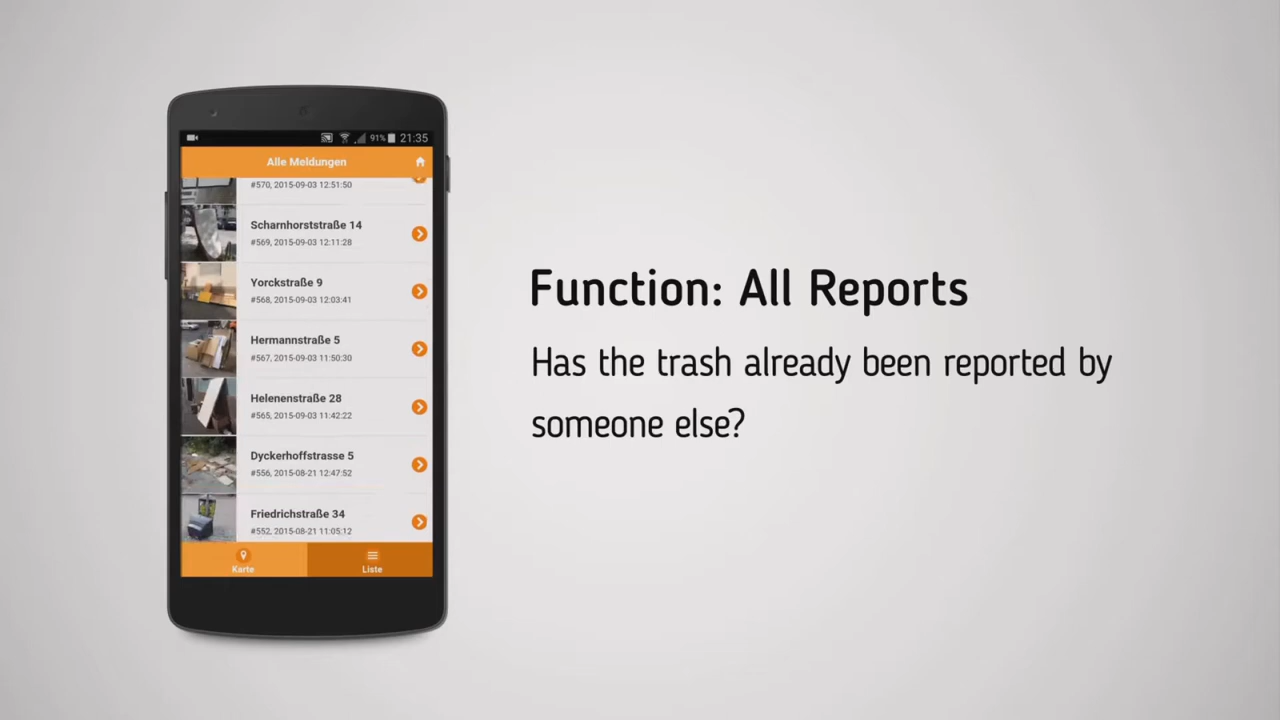 91% 21:35
Alle Meldungen
#570, 2015-09-03 12:51:50
Scharnhorststraße 14
#569, 2015-09-03 12:11:28
Yorckstraße 9
#568, 2015-09-03 12:03:41
Hermannstraße 5
#567, 2015-09-03 11:50:30
Helenenstraße 28
#565, 2015-09-03 11:42:22
Dyckerhoffstrasse 5
#556, 2015-08-21 12:47:52
Friedrichstraße 34
#552, 2015-08-21 11:05:12
Karte
Liste
Function: All Reports
Has the trash already been reported by
someone else?